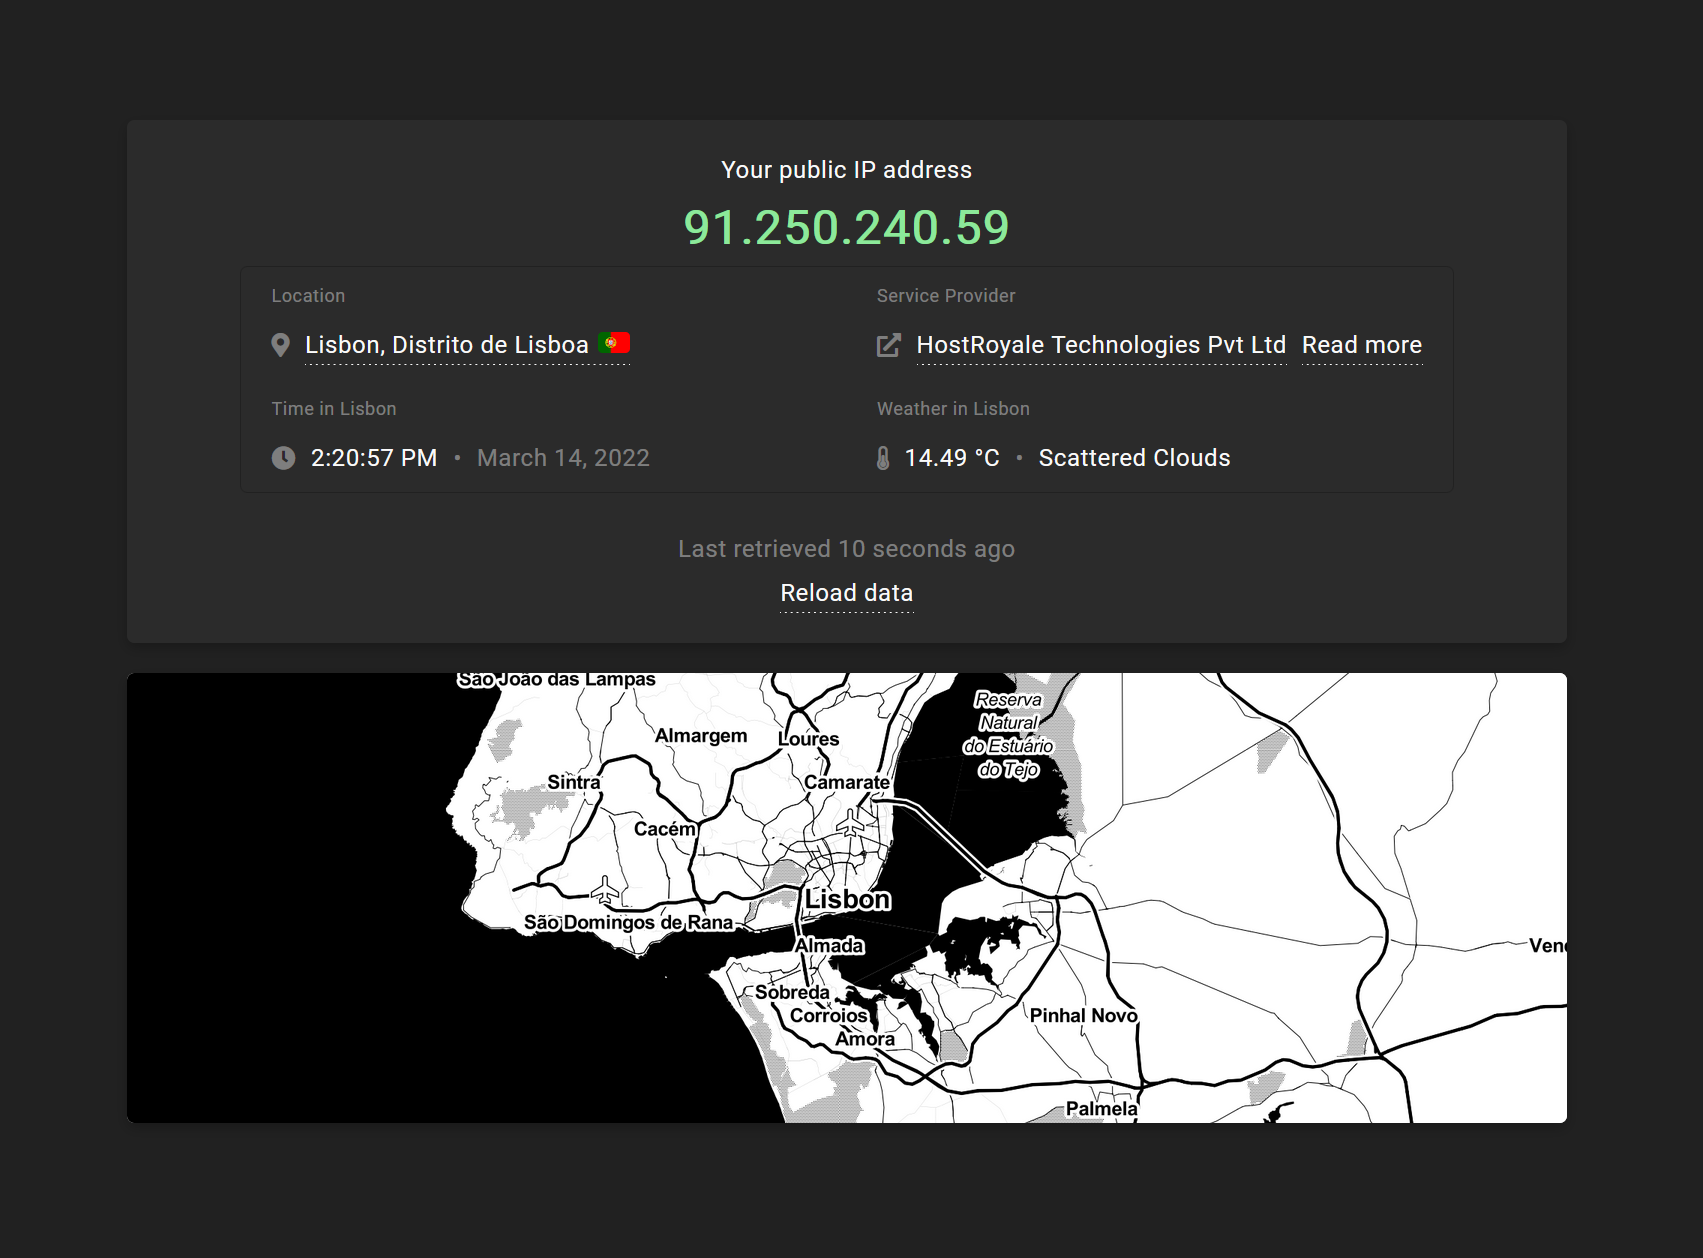 Your public IP address
91.250.240.59
Location
Service Provider
Lisbon, Distrito de Lisboa
HostRoyale Technologies Pvt Ltd Read more
Time in Lisbon
Weather in Lisbon
2:20:57 PM • March 14, 2022
14.49 °C • Scattered Clouds
Last retrieved 10 seconds ago
Reload data
São João das Lampas
Reserva
Natural
do Estuário
do Tejo
Almargem
Loures
Sintra
Camarate
Cacém
Lisbon
São Domingos de Rana
Almada
Sobreda
Corroios
Amora
Pinhal Novo
Palmela